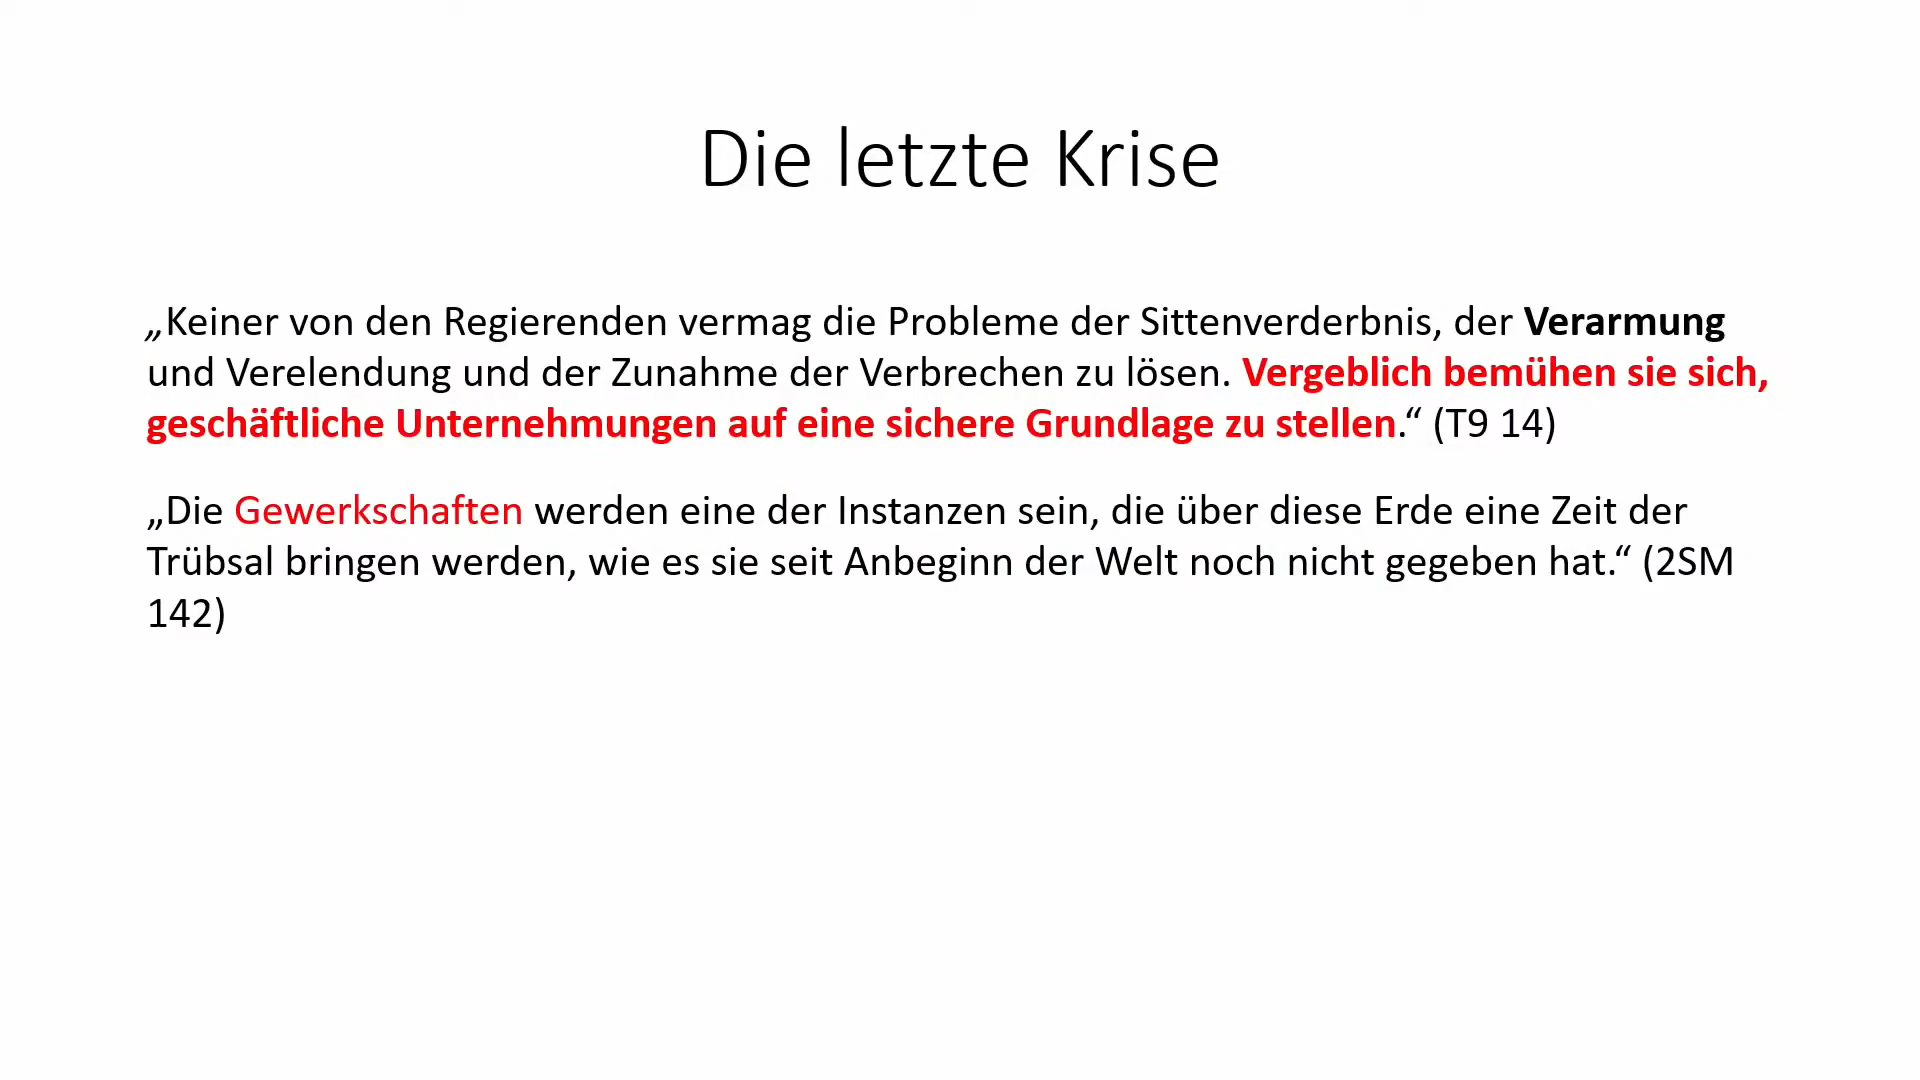 Die letzte Krise
„Keiner von den Regierenden vermag die Probleme der Sittenverderbnis, der Verarmung
und Verelendung und der Zunahme der Verbrechen zu lösen. Vergeblich bemühen sie sich,
geschäftliche Unternehmungen auf eine sichere Grundlage zu stellen.“ (T9 14)
„Die Gewerkschaften werden eine der Instanzen sein, die über diese Erde eine Zeit der
Trübsal bringen werden, wie es sie seit Anbeginn der Welt noch nicht gegeben hat.“ (2SM
142)